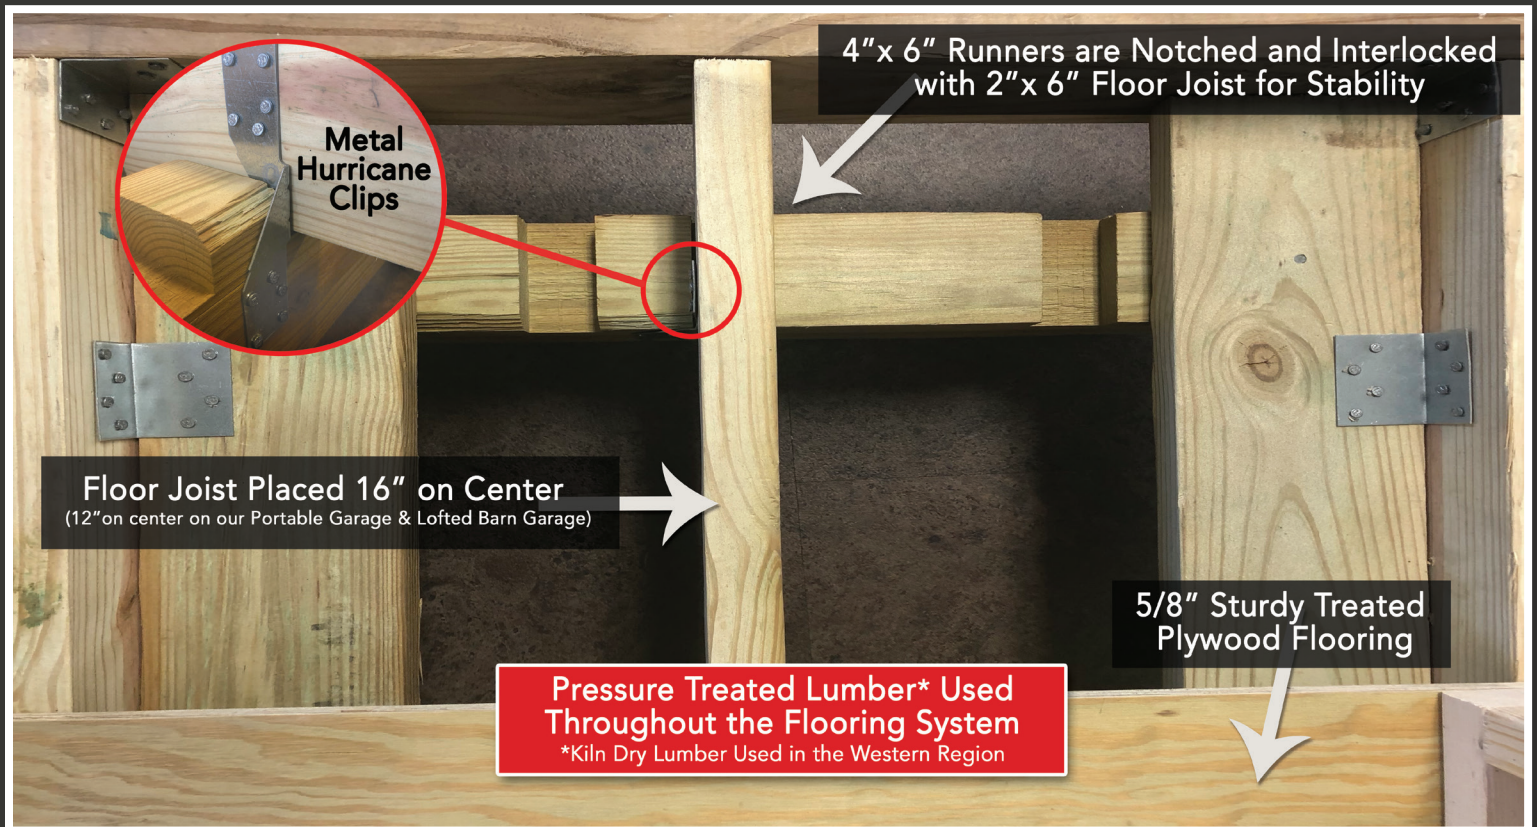 4”x 6” Runners are Notched and Interlocked
with 2”x 6” Floor Joist for Stability
Metal
Hurricane
Clips
Floor Joist Placed 16” on Center
(12”on center on our Portable Garage & Lofted Barn Garage)
5/8” Sturdy Treated
Plywood Flooring
Pressure Treated Lumber* Used
Throughout the Flooring System
*Kiln Dry Lumber Used in the Western Region